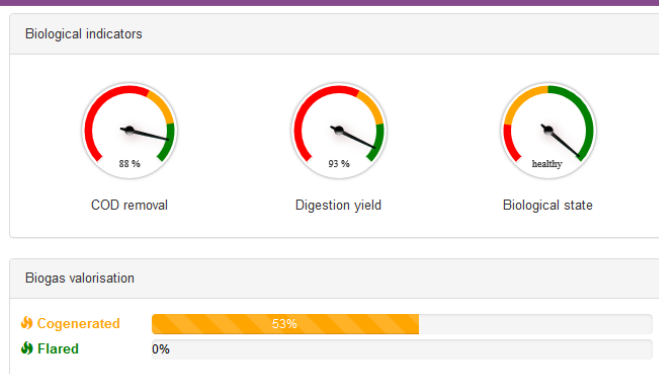 Biological indicators
88 %
93 %
healthy
COD removal
Digestion yield
Biological state
Biogas valorisation
Cogenerated
53%
Flared
0%